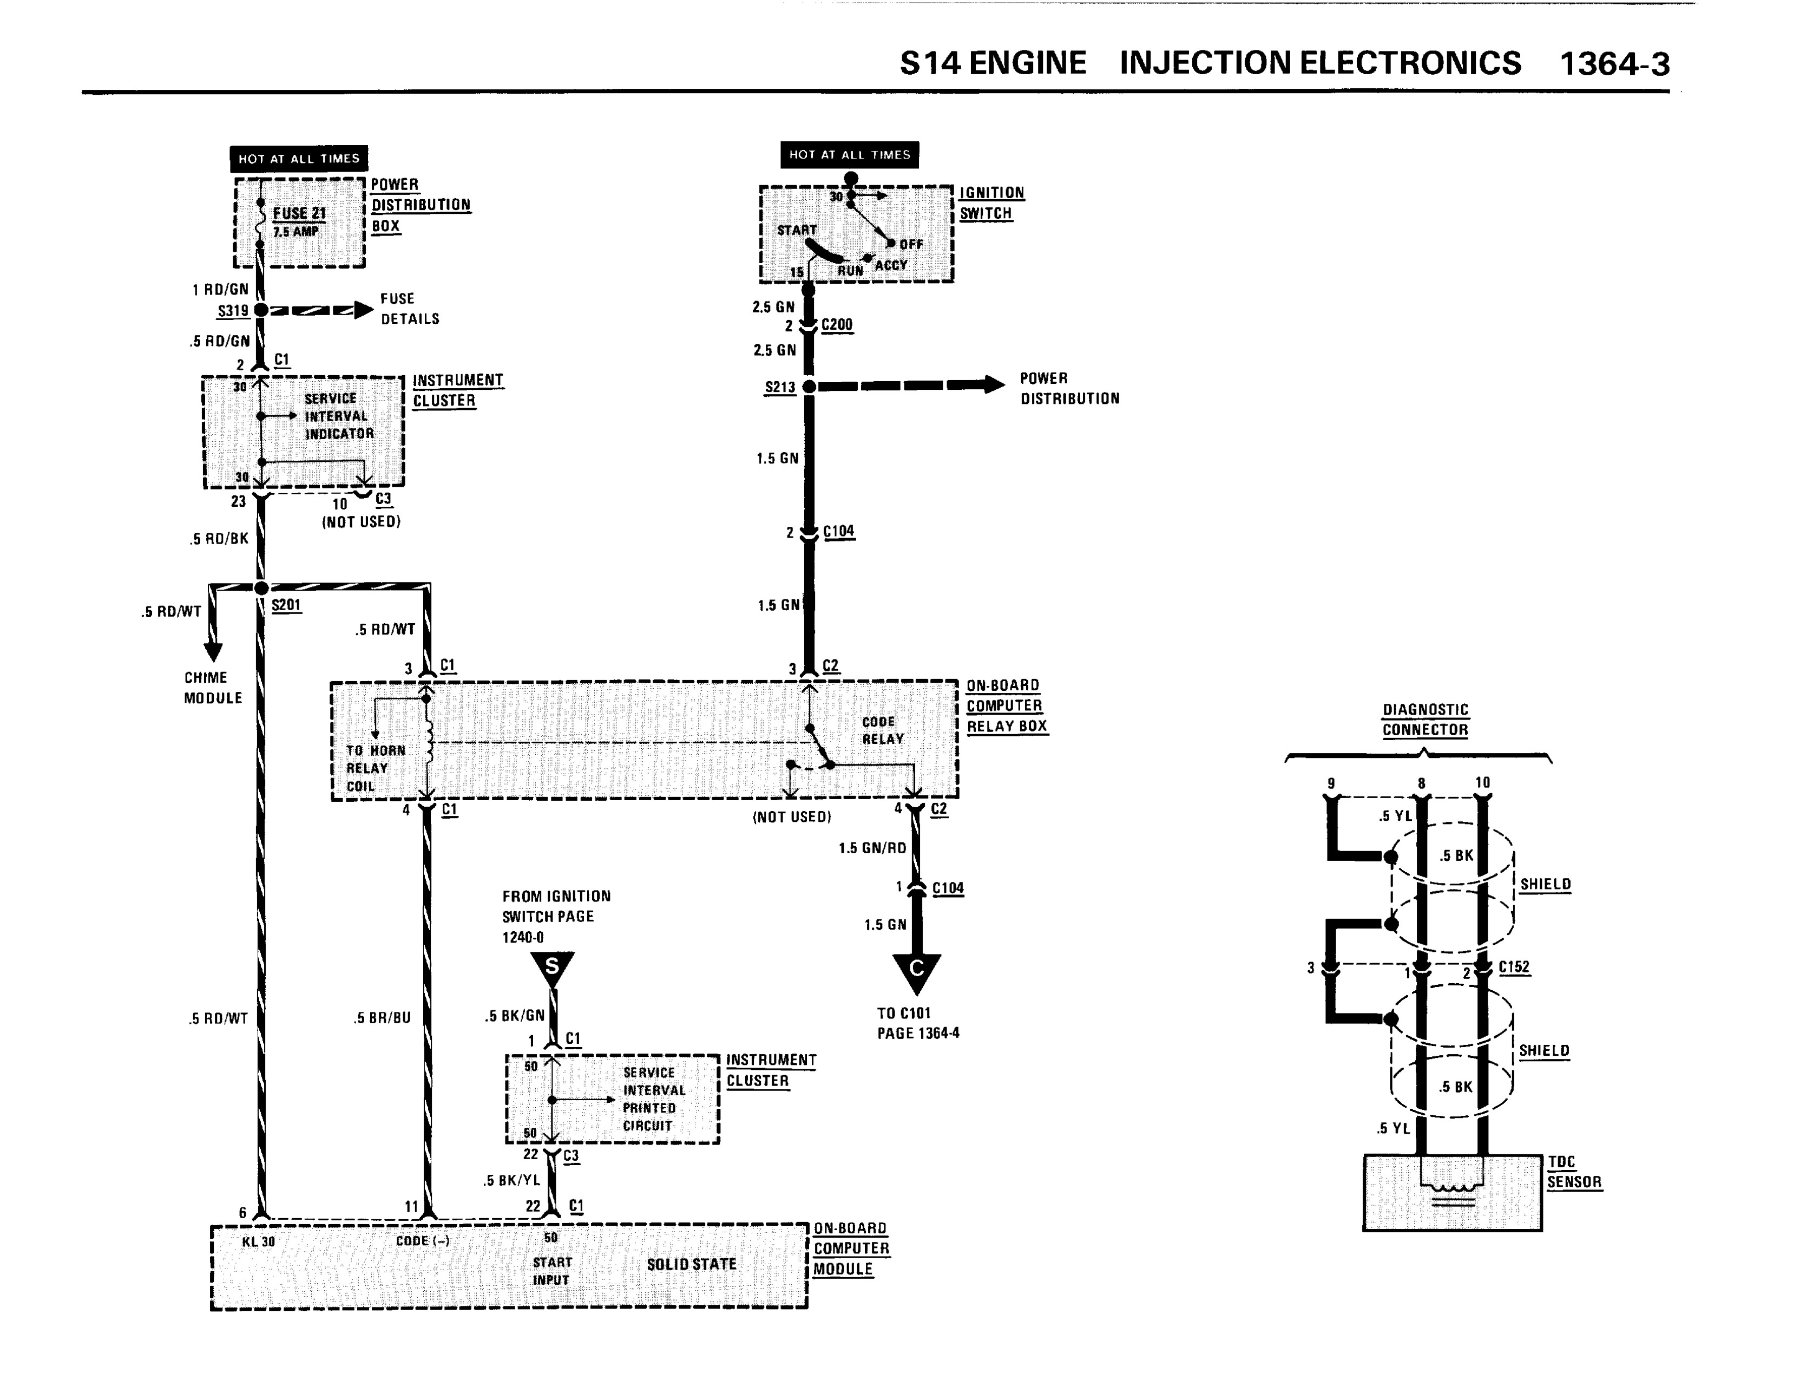 S14 ENGINE INJECTION ELECTRONICS 1364-3
HOT AT ALL TIMES
POWER
DISTRIBUTION
BOX
FUSE 21
7.5 AMP
1 RD/GN
S319
FUSE
DETAILS
.5 RD/GN
2
C1
30
INSTRUMENT
CLUSTER
SERVICE
INTERVAL
INDICATOR
30
23
10
C3
(NOT USED)
.5 RD/BK
S201
.5 RD/WT
CHIME
MODULE
.5 RD/WT
3
C1
HOT AT ALL TIMES
IGNITION
SWITCH
30
START
OFF
ACCY
RUN
15
2.5 GN
2
C200
2.5 GN
S213
POWER
DISTRIBUTION
1.5 GN
2
C104
1.5 GN
3
C2
ON-BOARD
COMPUTER
RELAY BOX
CODE
RELAY
TO HORN
RELAY
COIL
4
C1
(NOT USED)
4
C2
1.5 GN/RD
1
C104
1.5 GN
C
TO C101
PAGE 1364-4
FROM IGNITION
SWITCH PAGE
1240-0
S
.5 BK/GN
1
C1
50
INSTRUMENT
CLUSTER
SERVICE
INTERVAL
PRINTED
CIRCUIT
50
22
C3
.5 BK/YL
.5 RD/WT
.5 BR/BU
6
11
22
C1
KL 30
CODE (–)
50
START
INPUT
SOLID STATE
ON-BOARD
COMPUTER
MODULE
DIAGNOSTIC
CONNECTOR
9
8
10
.5 YL
.5 BK
SHIELD
3
1
2
C152
SHIELD
.5 BK
.5 YL
TDC
SENSOR